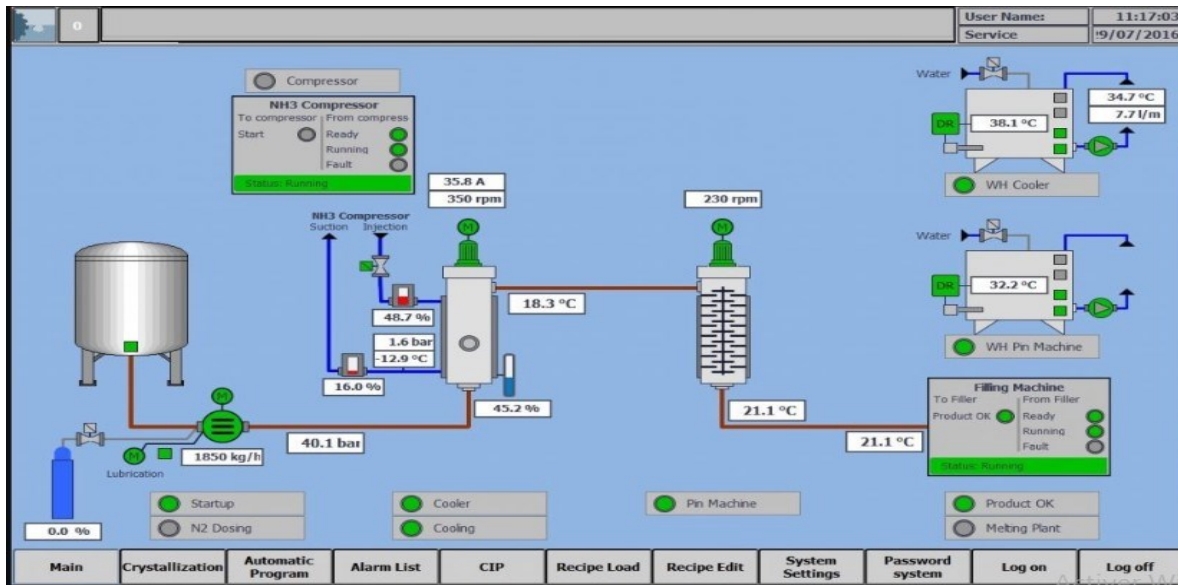 0
User Name:
11:17:03
Service
9/07/2016
Compressor
NH3 Compressor
To compressor
From compress
Start
Ready
Running
Fault
Status: Running
35.8 A
350 rpm
230 rpm
NH3 Compressor
Suction
Injection
48.7 %
1.6 bar
-12.9 °C
16.0 %
45.2 %
18.3 °C
M
M
Water
DR
38.1 °C
34.7 °C
7.7 l/m
WH Cooler
Water
DR
32.2 °C
WH Pin Machine
M
M
Lubrication
1850 kg/h
40.1 bar
0.0 %
21.1 °C
21.1 °C
Filling Machine
To Filler
From Filler
Product OK
Ready
Running
Fault
Status: Running
Startup
N2 Dosing
Cooler
Cooling
Pin Machine
Product OK
Melting Plant
Main
Crystallization
Automatic
Program
Alarm List
CIP
Recipe Load
Recipe Edit
System
Settings
Password
system
Log on
Log off